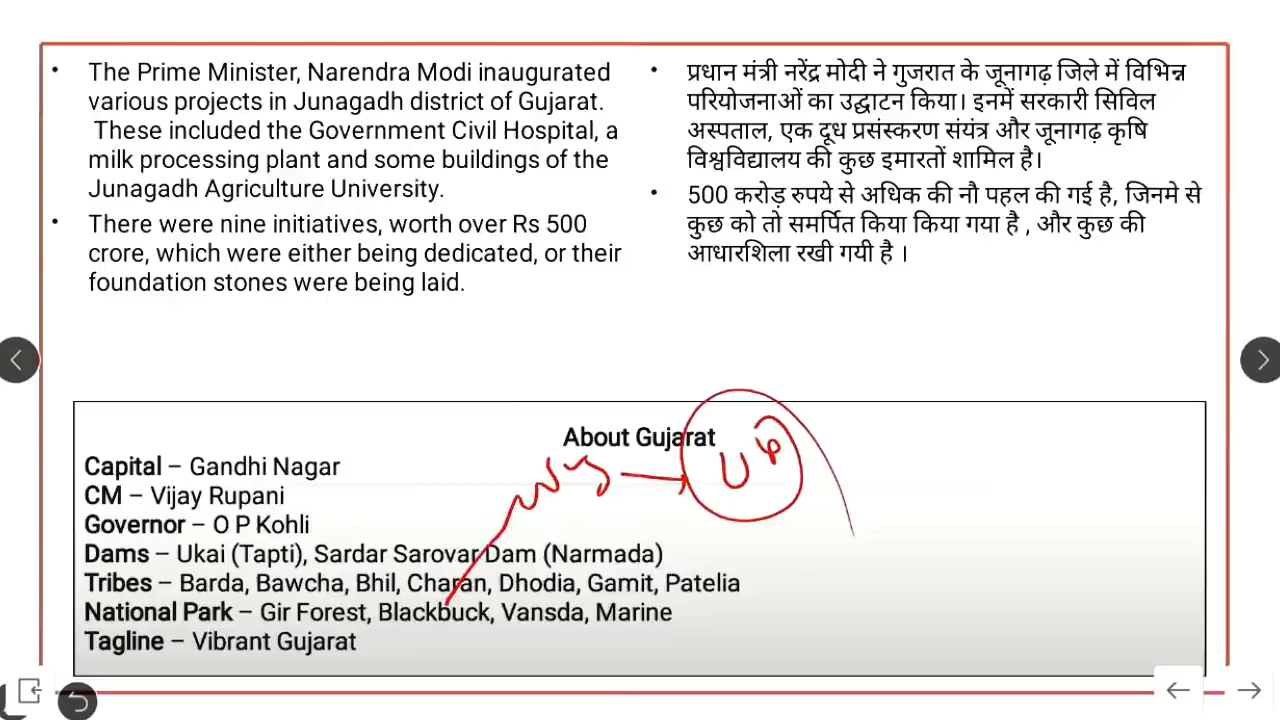 The Prime Minister, Narendra Modi inaugurated
various projects in Junagadh district of Gujarat.
These included the Government Civil Hospital, a
milk processing plant and some buildings of the
Junagadh Agriculture University.
There were nine initiatives, worth over Rs 500
crore, which were either being dedicated, or their
foundation stones were being laid.
प्रधान मंत्री नरेंद्र मोदी ने गुजरात के जूनागढ़ जिले में विभिन्न
परियोजनाओं का उद्घाटन किया। इनमें सरकारी सिविल
अस्पताल, एक दूध प्रसंस्करण संयंत्र और जूनागढ़ कृषि
विश्वविद्यालय की कुछ इमारतों शामिल है।
500 करोड़ रुपये से अधिक की नौ पहल की गई है, जिनमे से
कुछ को तो समर्पित किया किया गया है , और कुछ की
आधारशिला रखी गयी है ।
About Gujarat
Capital – Gandhi Nagar
CM – Vijay Rupani
Governor – O P Kohli
Dams – Ukai (Tapti), Sardar Sarovar Dam (Narmada)
Tribes – Barda, Bawcha, Bhil, Charan, Dhodia, Gamit, Patelia
National Park – Gir Forest, Blackbuck, Vansda, Marine
Tagline – Vibrant Gujarat